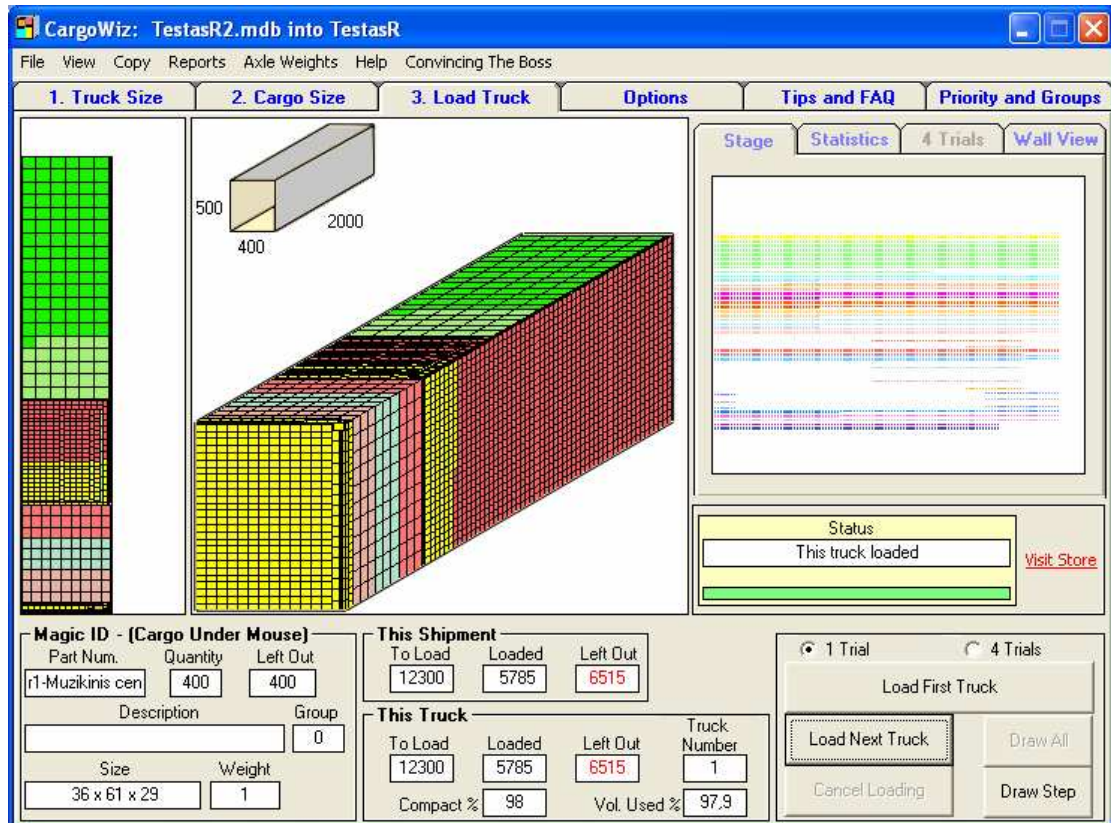 CargoWiz: TestasR2.mdb into TestasR
File View Copy Reports Axle Weights Help Convincing The Boss
1. Truck Size 2. Cargo Size 3. Load Truck Options Tips and FAQ Priority and Groups
Stage Statistics 4 Trials Wall View
500
2000
400
Status
This truck loaded
Visit Store
Magic ID - (Cargo Under Mouse)
Part Num. Quantity Left Out
r1-Muzikinis cen 400 400
Description Group
0
Size Weight
36 x 61 x 29 1
This Shipment
To Load Loaded Left Out
12300 5785 6515
This Truck
To Load Loaded Left Out Truck Number
12300 5785 6515 1
Compact % 98 Vol. Used % 97,9
1 Trial 4 Trials
Load First Truck
Load Next Truck Draw All
Cancel Loading Draw Step